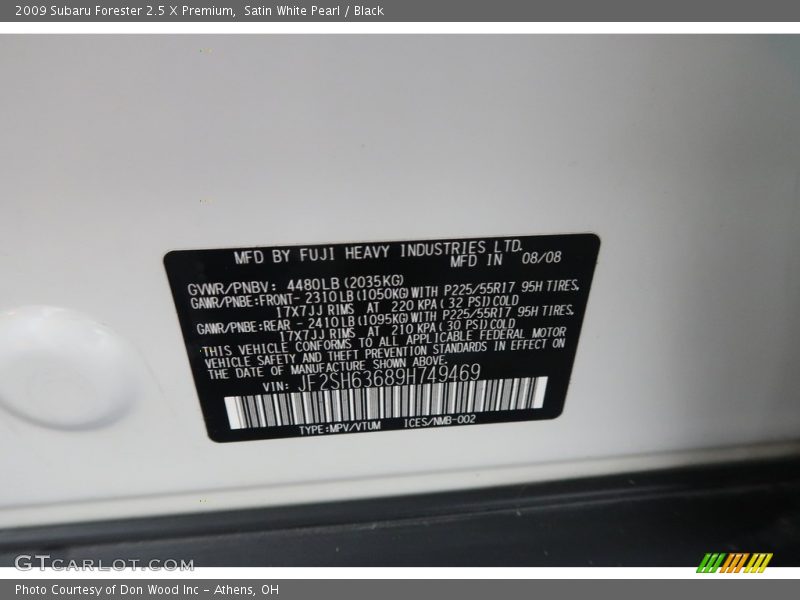 2009 Subaru Forester 2.5 X Premium,  Satin White Pearl / Black
MFD BY FUJI HEAVY INDUSTRIES LTD.
MFD IN 08/08
GVWR/PNBV: 4480LB (2035KG)
GAWR/PNBE:FRONT- 2310LB (1050KG) WITH P225/55R17 95H TIRES,
17X7JJ RIMS AT 220 KPA ( 32 PSI) COLD
GAWR/PNBE:REAR - 2410LB (1095KG) WITH P225/55R17 95H TIRES,
17X7JJ RIMS AT 210 KPA ( 30 PSI) COLD
THIS VEHICLE CONFORMS TO ALL APPLICABLE FEDERAL MOTOR
VEHICLE SAFETY AND THEFT PREVENTION STANDARDS IN EFFECT ON
THE DATE OF MANUFACTURE SHOWN ABOVE.
VIN: JF2SH63689H749469
TYPE:MPV/VTUM ICES/NMB-002
GTCARLOT.COM
Photo Courtesy of Don Wood Inc - Athens, OH